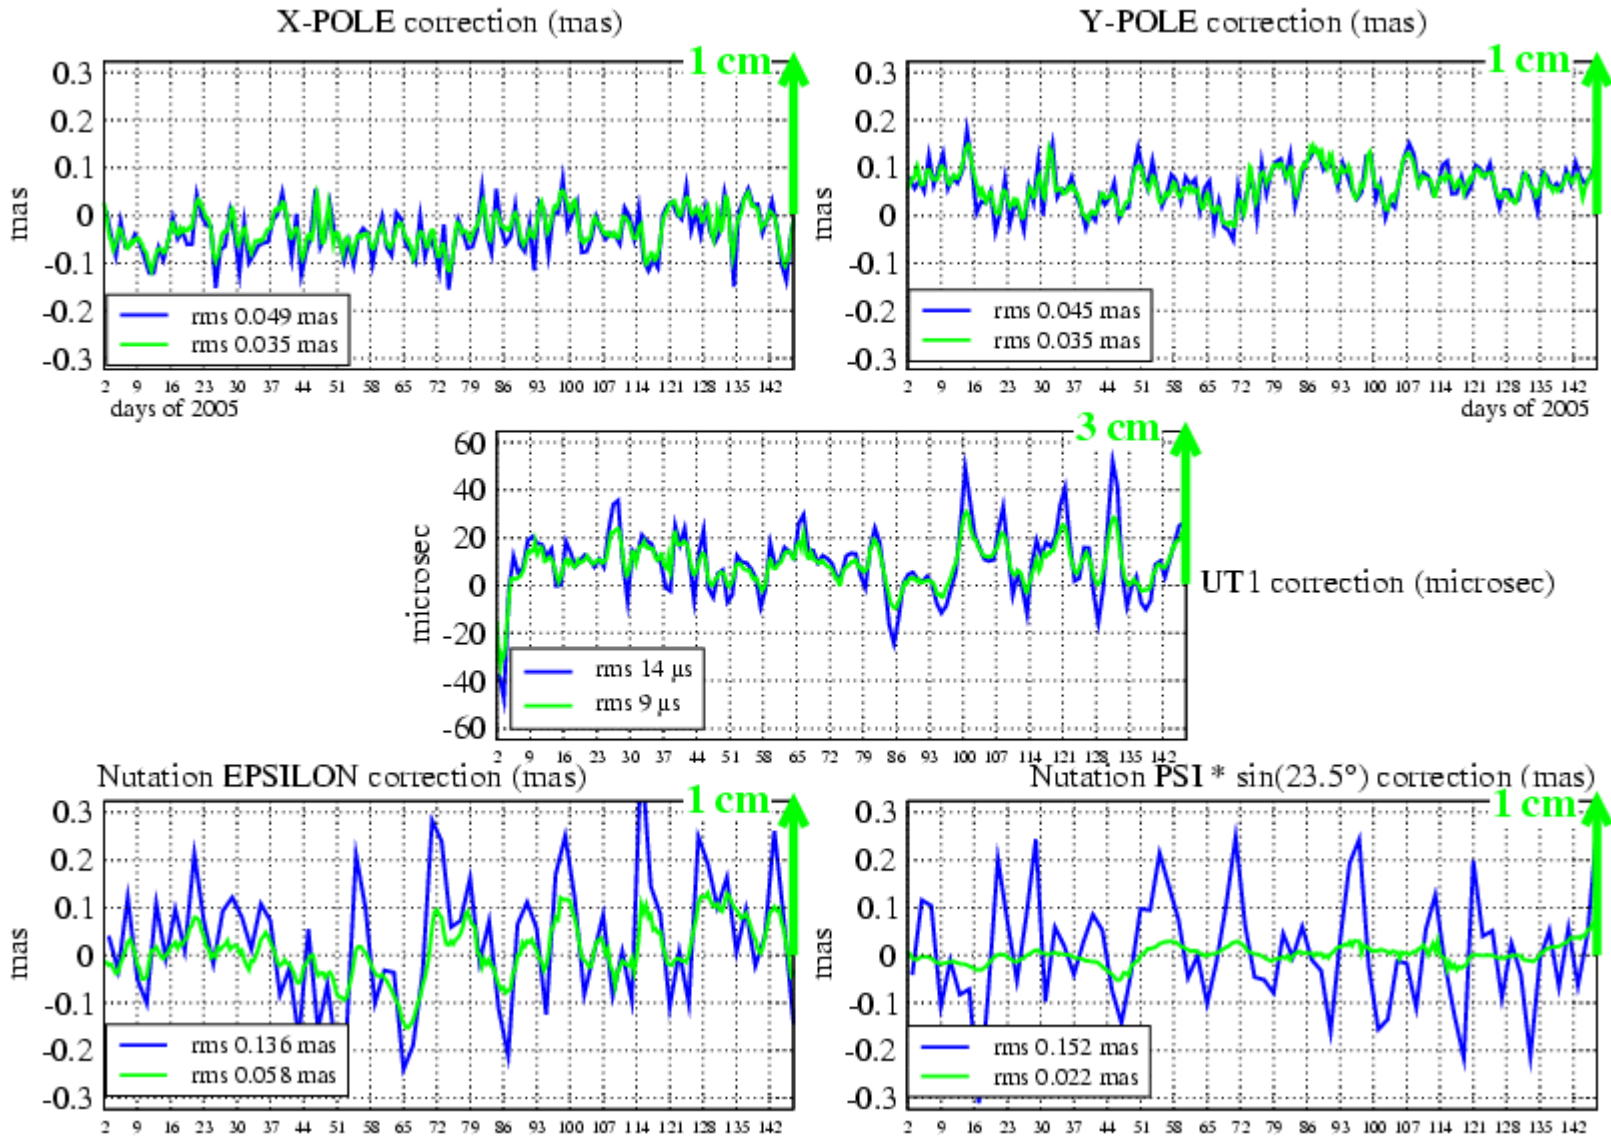 X-POLE correction (mas)
Y-POLE correction (mas)
1 cm
1 cm
0.3
0.2
0.1
0
-0.1
-0.2
-0.3
mas
rms 0.049 mas
rms 0.035 mas
2 9 16 23 30 37 44 51 58 65 72 79 86 93 100 107 114 121 128 135 142
days of 2005
0.3
0.2
0.1
0
-0.1
-0.2
-0.3
mas
rms 0.045 mas
rms 0.035 mas
2 9 16 23 30 37 44 51 58 65 72 79 86 93 100 107 114 121 128 135 142
days of 2005
3 cm
60
40
20
0
-20
-40
-60
microsec
UT1 correction (microsec)
rms 14 µs
rms 9 µs
2 9 16 23 30 37 44 51 58 65 72 79 86 93 100 107 114 121 128 135 142
Nutation EPSILON correction (mas)
Nutation PSI * sin(23.5°) correction (mas)
1 cm
1 cm
0.3
0.2
0.1
0
-0.1
-0.2
-0.3
mas
rms 0.136 mas
rms 0.058 mas
2 9 16 23 30 37 44 51 58 65 72 79 86 93 100 107 114 121 128 135 142
0.3
0.2
0.1
0
-0.1
-0.2
-0.3
mas
rms 0.152 mas
rms 0.022 mas
2 9 16 23 30 37 44 51 58 65 72 79 86 93 100 107 114 121 128 135 142